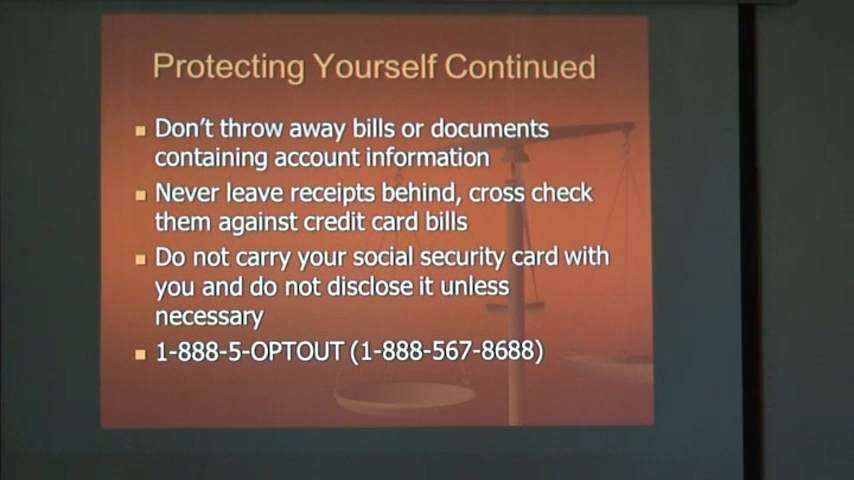 Protecting Yourself Continued
Don't throw away bills or documents
containing account information
Never leave receipts behind, cross check
them against credit card bills
Do not carry your social security card with
you and do not disclose it unless
necessary
1-888-5-OPTOUT (1-888-567-8688)